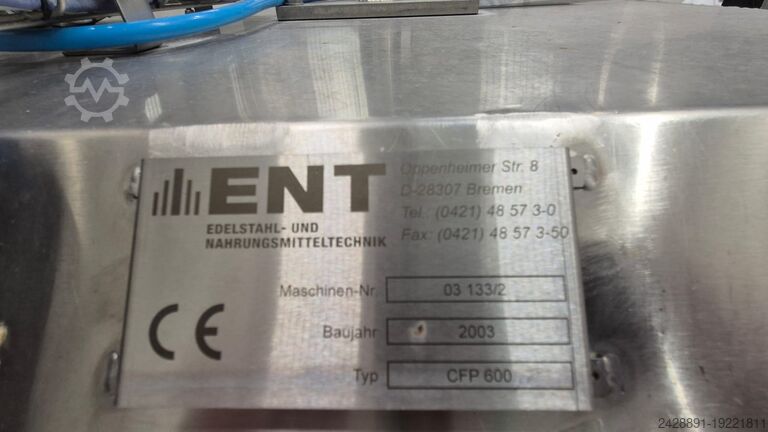 ENT
EDELSTAHL- UND
NAHRUNGSMITTELTECHNIK
Oppenheimer Str. 8
D-28307 Bremen
Tel.: (0421) 48 57 3-0
Fax: (0421) 48 57 3-50
Maschinen-Nr. 03 133/2
Baujahr 2003
Typ CFP 600
CE
2428891-19221811